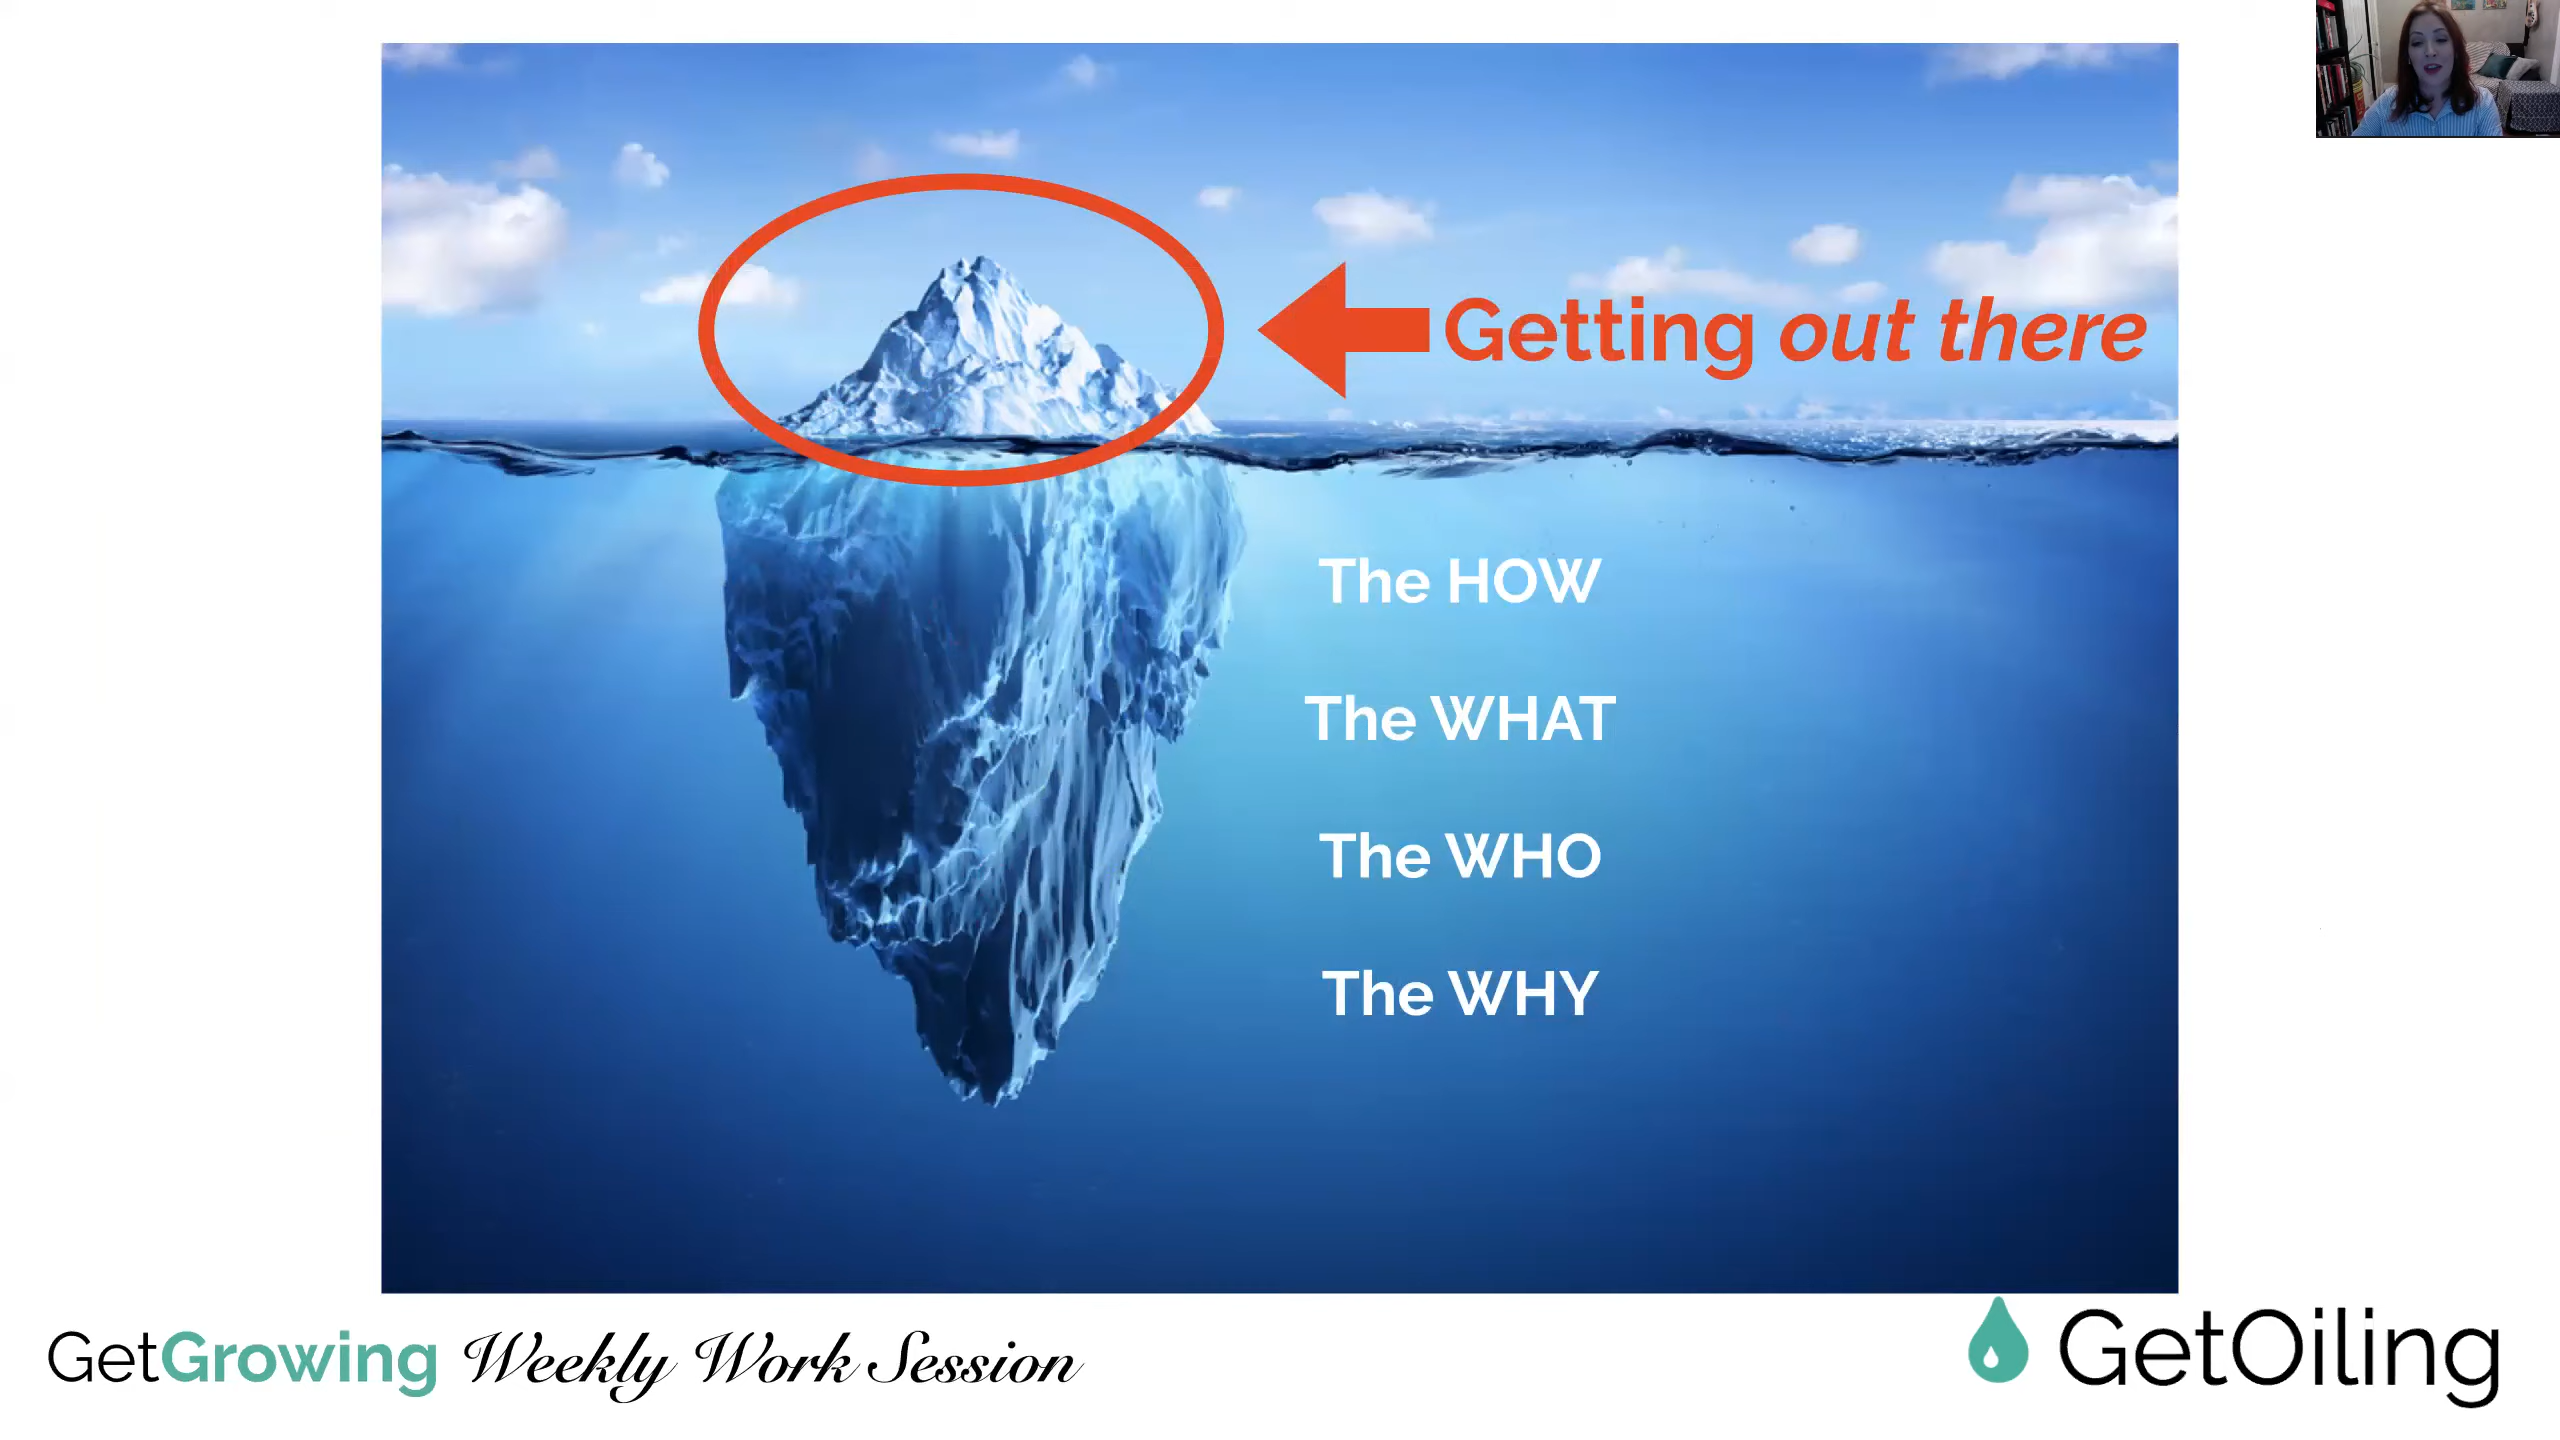 Getting out there
The HOW
The WHAT
The WHO
The WHY
GetGrowing Weekly Work Session
GetOiling